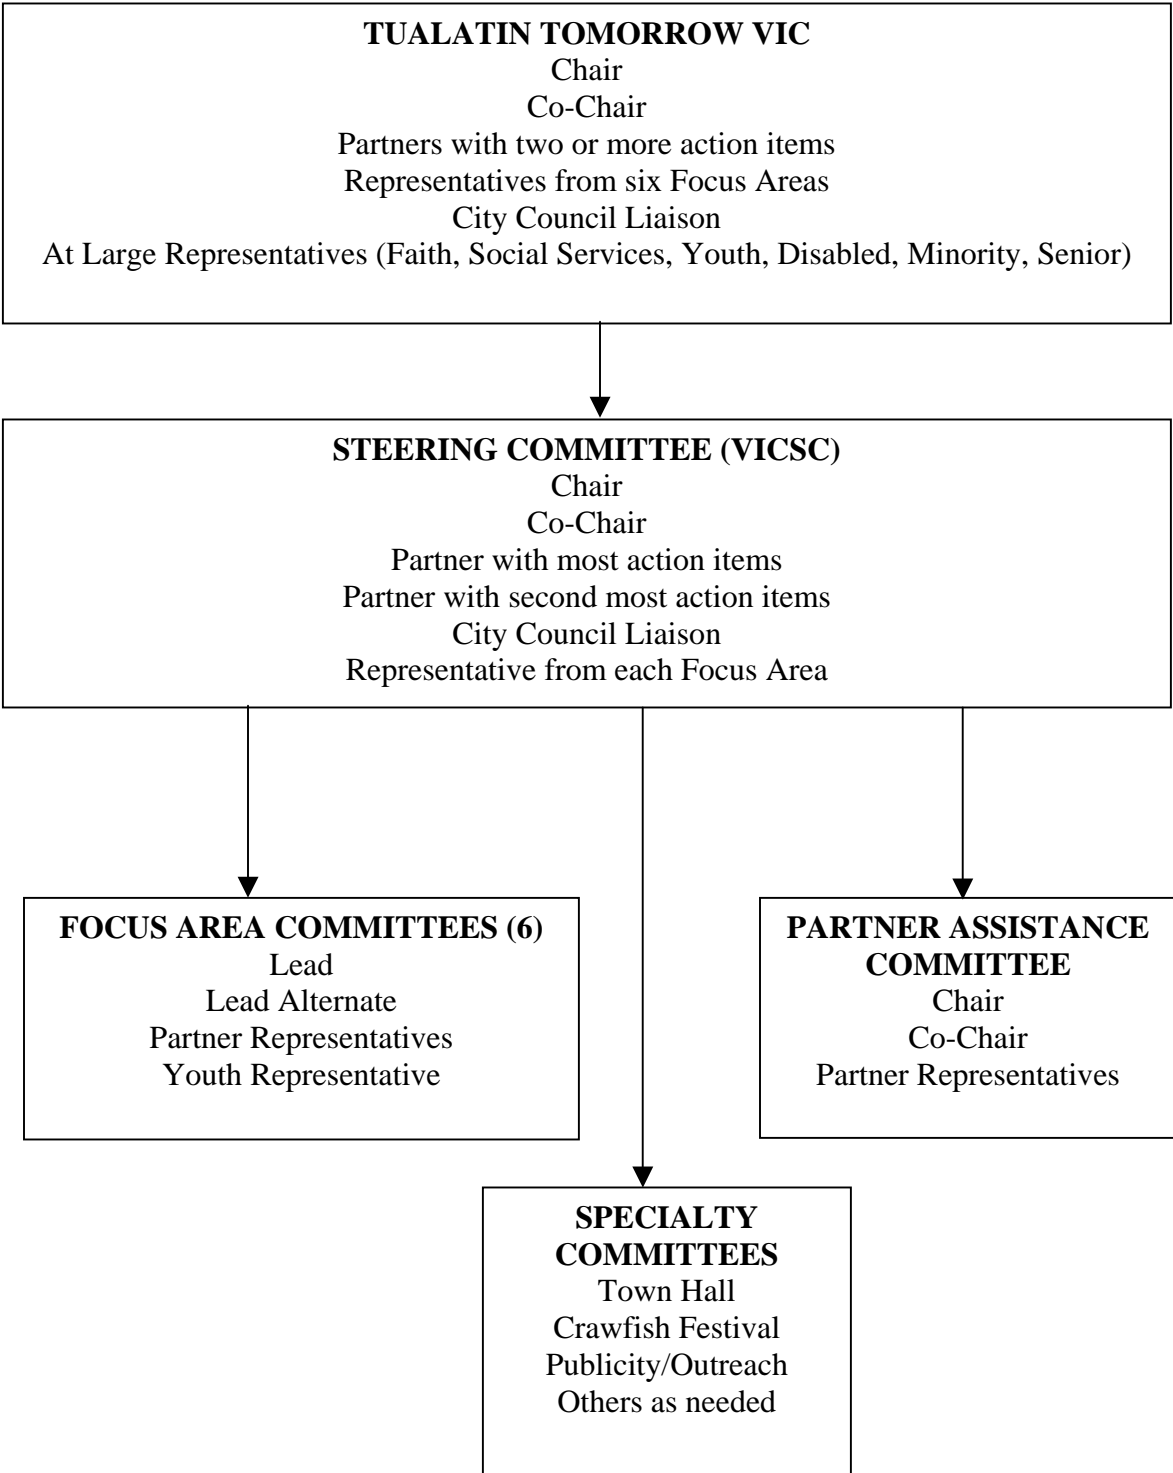 TUALATIN TOMORROW VIC
Chair
Co-Chair
Partners with two or more action items
Representatives from six Focus Areas
City Council Liaison
At Large Representatives (Faith, Social Services, Youth, Disabled, Minority, Senior)
STEERING COMMITTEE (VICSC)
Chair
Co-Chair
Partner with most action items
Partner with second most action items
City Council Liaison
Representative from each Focus Area
FOCUS AREA COMMITTEES (6)
Lead
Lead Alternate
Partner Representatives
Youth Representative
PARTNER ASSISTANCE
COMMITTEE
Chair
Co-Chair
Partner Representatives
SPECIALTY
COMMITTEES
Town Hall
Crawfish Festival
Publicity/Outreach
Others as needed